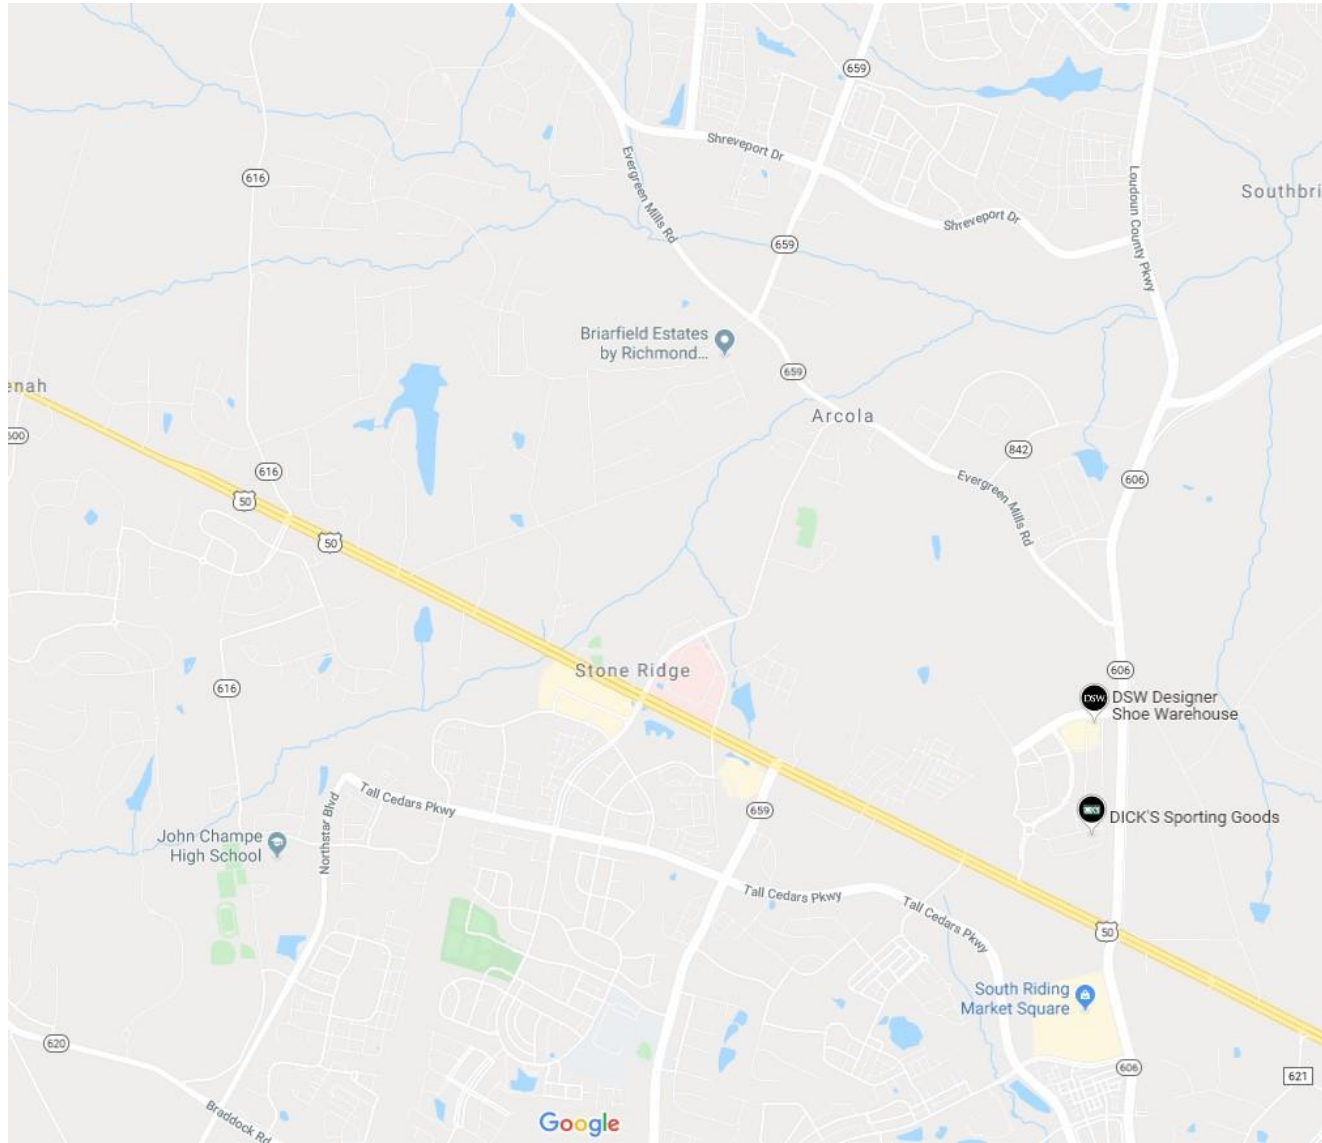 659
Shreveport Dr
616
Evergreen Mills Rd
Loudoun County Pkwy
Southbri
Shreveport Dr
659
Briarfield Estates
by Richmond...
659
enah
Arcola
600
616
842
50
Evergreen Mills Rd
606
50
Stone Ridge
606
616
DSW
DSW Designer
Shoe Warehouse
Tall Cedars Pkwy
Northstar Blvd
659
DICK'S Sporting Goods
John Champe
High School
Tall Cedars Pkwy
Tall Cedars Pkwy
50
South Riding
Market Square
620
606
621
Braddock Rd
Google